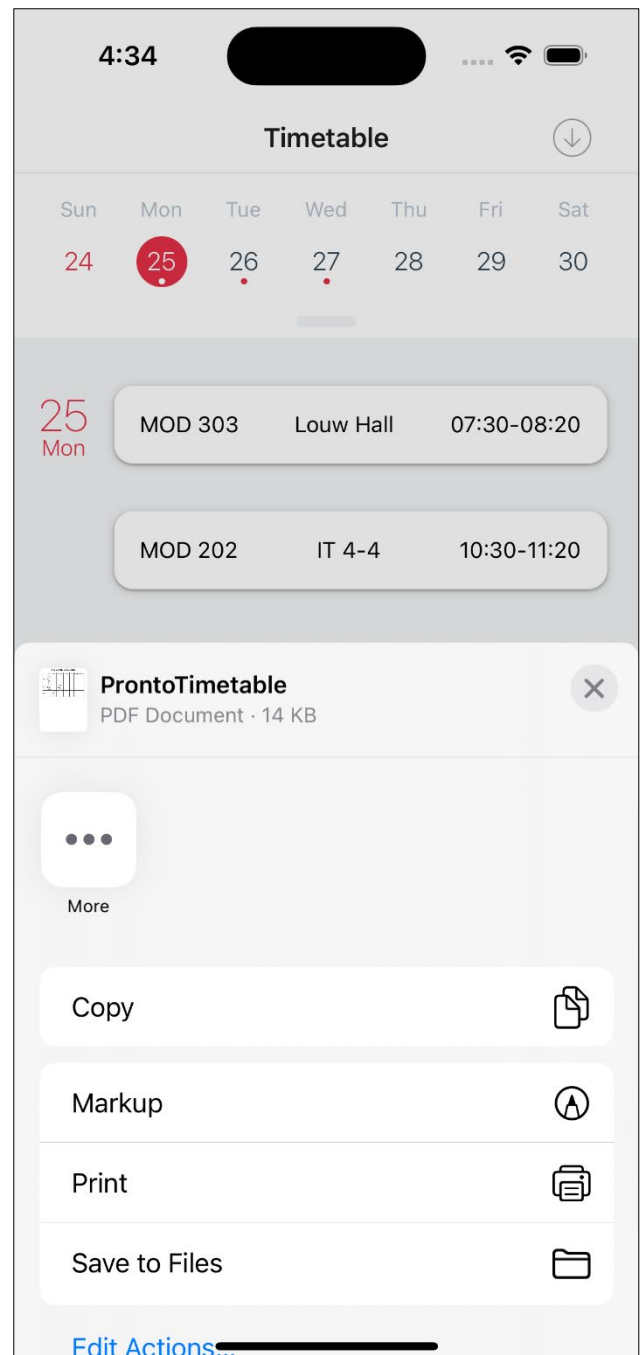 4:34
Timetable
Sun Mon Tue Wed Thu Fri Sat
24 25 26 27 28 29 30
25
Mon
MOD 303 Louw Hall 07:30-08:20
MOD 202 IT 4-4 10:30-11:20
ProntoTimetable
PDF Document · 14 KB
More
Copy
Markup
Print
Save to Files
Edit Actions...